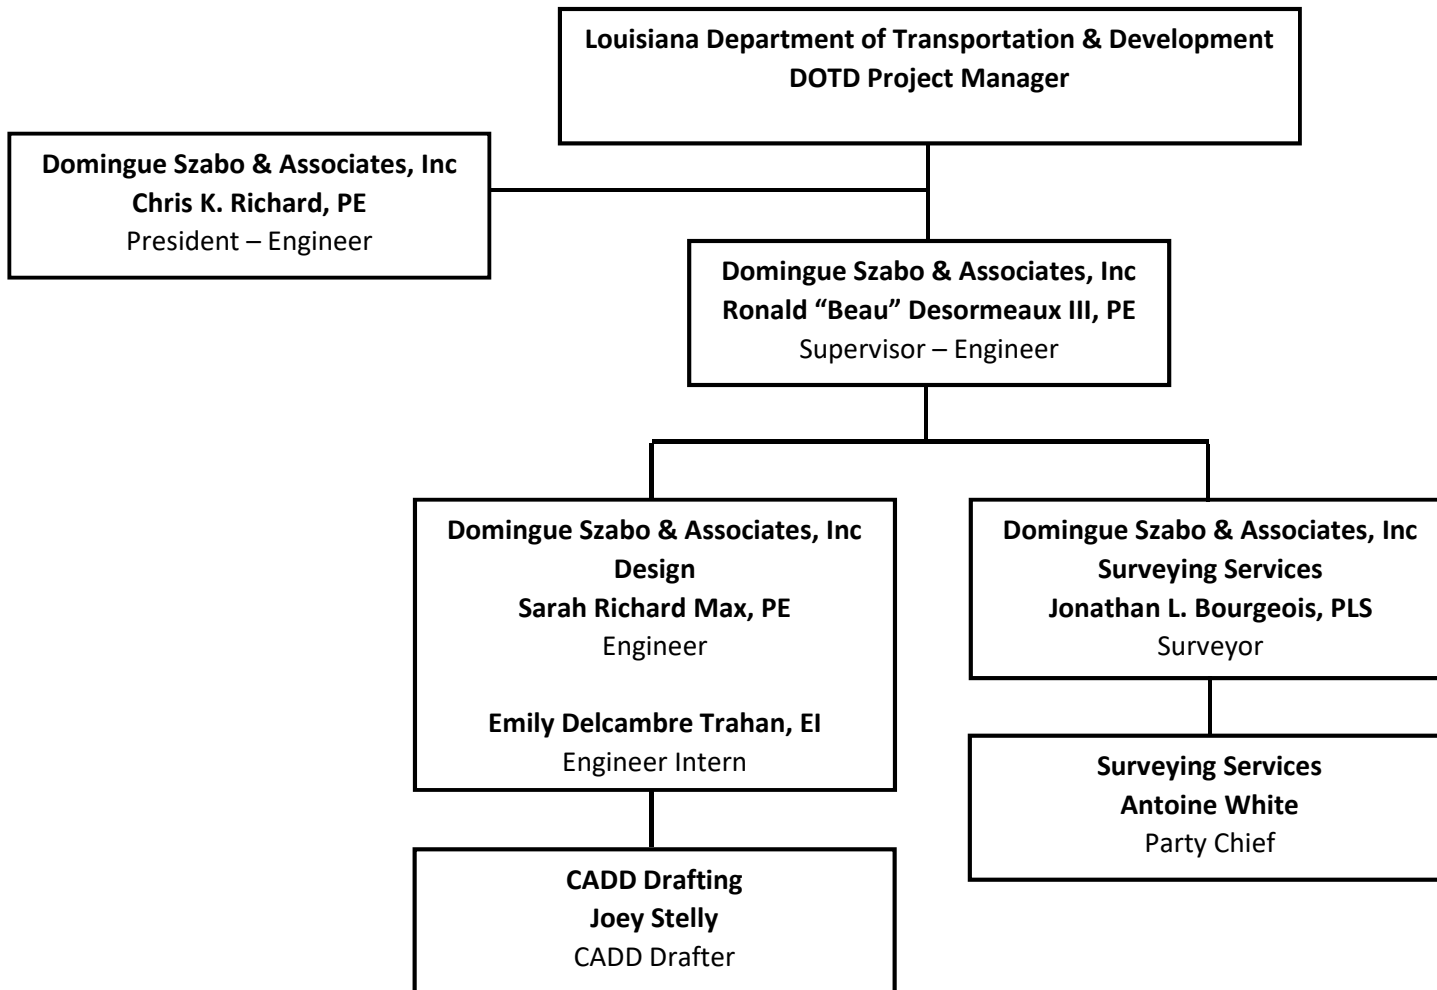 Louisiana Department of Transportation & Development
DOTD Project Manager
Domingue Szabo & Associates, Inc
Chris K. Richard, PE
President – Engineer
Domingue Szabo & Associates, Inc
Ronald “Beau” Desormeaux III, PE
Supervisor – Engineer
Domingue Szabo & Associates, Inc
Design
Sarah Richard Max, PE
Engineer
Emily Delcambre Trahan, EI
Engineer Intern
Domingue Szabo & Associates, Inc
Surveying Services
Jonathan L. Bourgeois, PLS
Surveyor
Surveying Services
Antoine White
Party Chief
CADD Drafting
Joey Stelly
CADD Drafter